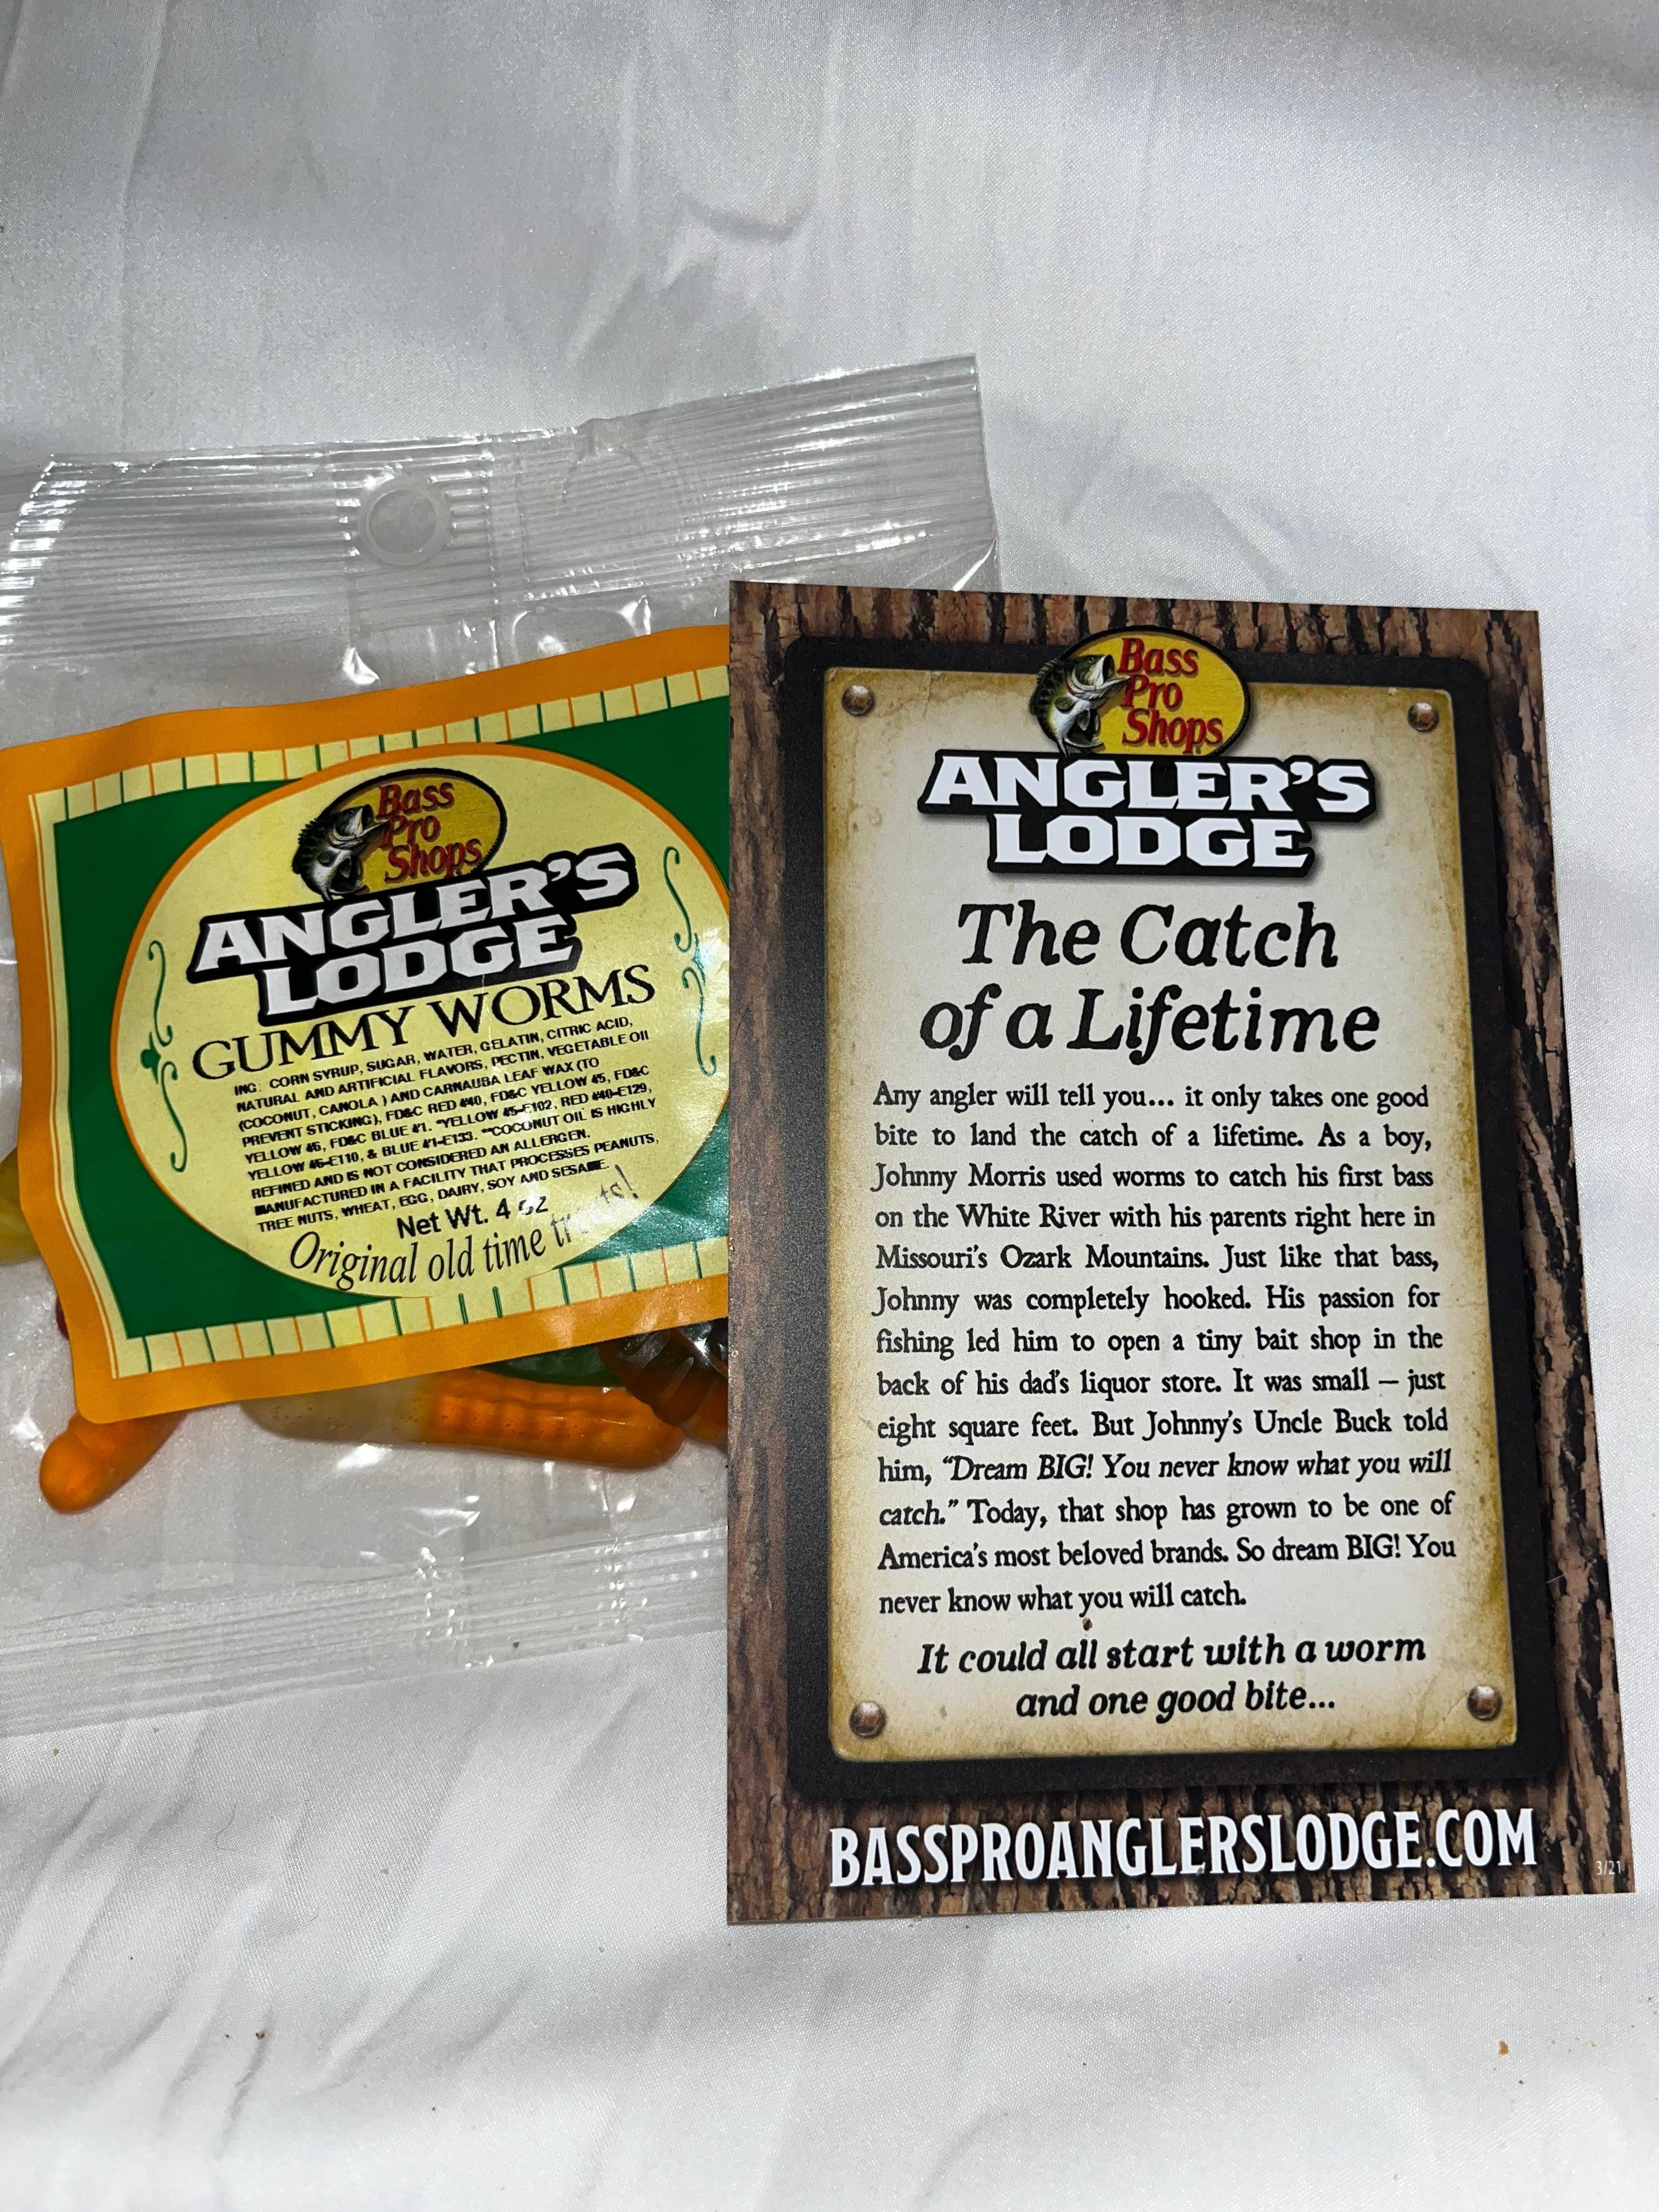 Bass
Pro
Shops
ANGLER'S
LODGE
GUMMY WORMS
ING: CORN SYRUP, SUGAR, WATER, GELATIN, CITRIC ACID,
NATURAL AND ARTIFICIAL FLAVORS, PECTIN, VEGETABLE OIL
(COCONUT, CANOLA ) AND CARNAUBA LEAF WAX (TO
PREVENT STICKING), FD&C RED #40, FD&C YELLOW #5, FD&C
YELLOW #6, FD&C BLUE #1. *YELLOW #5-E102, RED #40-E129,
YELLOW #6-E110, & BLUE #1-E133. **COCONUT OIL IS HIGHLY
REFINED AND IS NOT CONSIDERED AN ALLERGEN.
MANUFACTURED IN A FACILITY THAT PROCESSES PEANUTS,
TREE NUTS, WHEAT, EGG, DAIRY, SOY AND SESAME.
Net Wt. 4 oz
Original old time treats!
Bass
Pro
Shops
ANGLER'S
LODGE
The Catch
of a Lifetime
Any angler will tell you... it only takes one good
bite to land the catch of a lifetime. As a boy,
Johnny Morris used worms to catch his first bass
on the White River with his parents right here in
Missouri's Ozark Mountains. Just like that bass,
Johnny was completely hooked. His passion for
fishing led him to open a tiny bait shop in the
back of his dad's liquor store. It was small — just
eight square feet. But Johnny's Uncle Buck told
him, "Dream BIG! You never know what you will
catch." Today, that shop has grown to be one of
America's most beloved brands. So dream BIG! You
never know what you will catch.
It could all start with a worm
and one good bite...
BASSPROANGLERSLODGE.COM
3/21